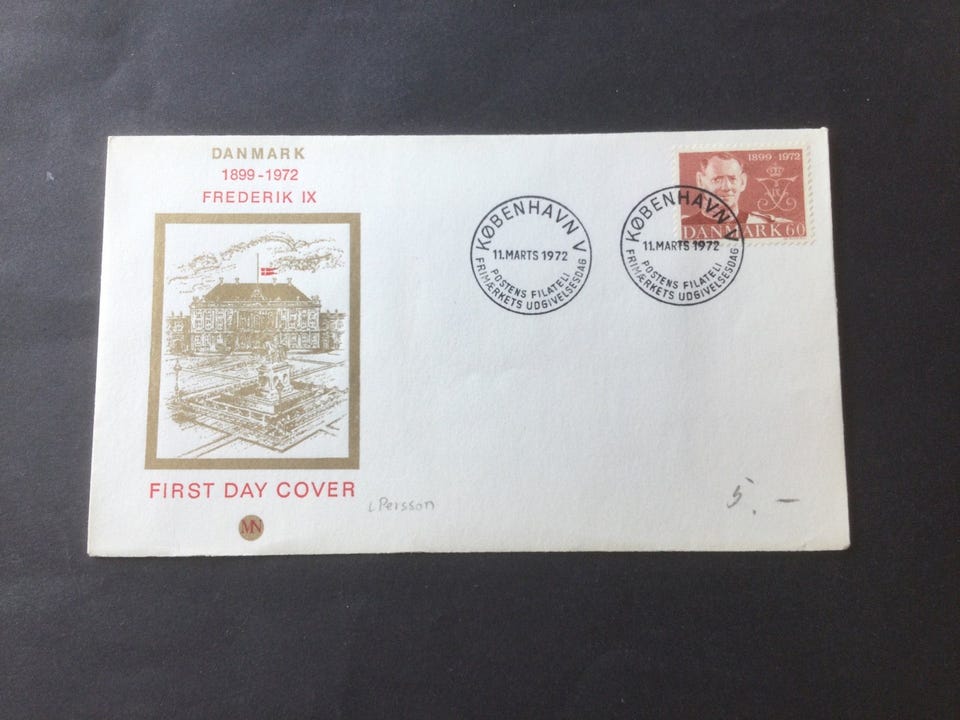 DANMARK
1899-1972
FREDERIK IX
FIRST DAY COVER
MN
KØBENHAVN V
11.MARTS 1972
POSTENS FILATELI
FRIMÆRKETS UDGIVELSESDAG
KØBENHAVN V
11.MARTS 1972
POSTENS FILATELI
FRIMÆRKETS UDGIVELSESDAG
1899-1972
DANMARK 60
Persson
5. –